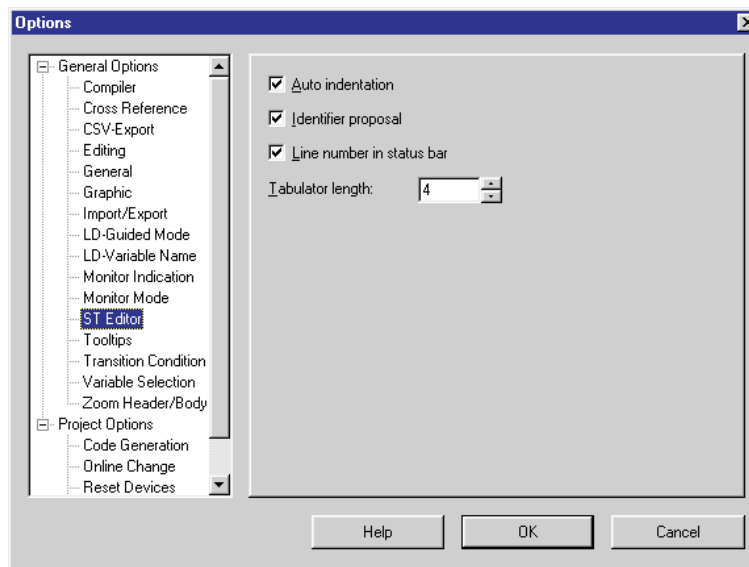 Options
General Options
Compiler
Cross Reference
CSV-Export
Editing
General
Graphic
Import/Export
LD-Guided Mode
LD-Variable Name
Monitor Indication
Monitor Mode
ST Editor
Tooltips
Transition Condition
Variable Selection
Zoom Header/Body
Project Options
Code Generation
Online Change
Reset Devices
Auto indentation
Identifier proposal
Line number in status bar
Tabulator length: 4
Help OK Cancel